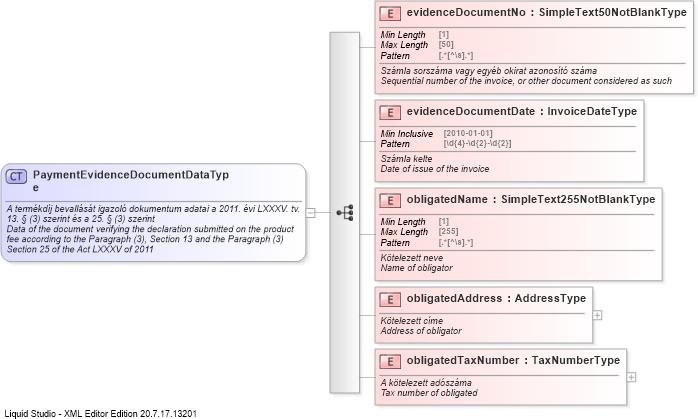 CT PaymentEvidenceDocumentDataTyp
e
A termékdíj bevallását igazoló dokumentum adatai a 2011. évi LXXXV. tv.
13. § (3) szerint és a 25. § (3) szerint
Data of the document verifying the declaration submitted on the product
fee according to the Paragraph (3), Section 13 and the Paragraph (3)
Section 25 of the Act LXXXV of 2011
E evidenceDocumentNo : SimpleText50NotBlankType
Min Length [1]
Max Length [50]
Pattern [.*[^\s].*]
Számla sorszáma vagy egyéb okirat azonosító száma
Sequential number of the invoice, or other document considered as such
E evidenceDocumentDate : InvoiceDateType
Min Inclusive [2010-01-01]
Pattern [\d{4}-\d{2}-\d{2}]
Számla kelte
Date of issue of the invoice
E obligatedName : SimpleText255NotBlankType
Min Length [1]
Max Length [255]
Pattern [.*[^\s].*]
Kötelezett neve
Name of obligator
E obligatedAddress : AddressType
Kötelezett címe
Address of obligator
E obligatedTaxNumber : TaxNumberType
A kötelezett adószáma
Tax number of obligated
Liquid Studio - XML Editor Edition 20.7.17.13201